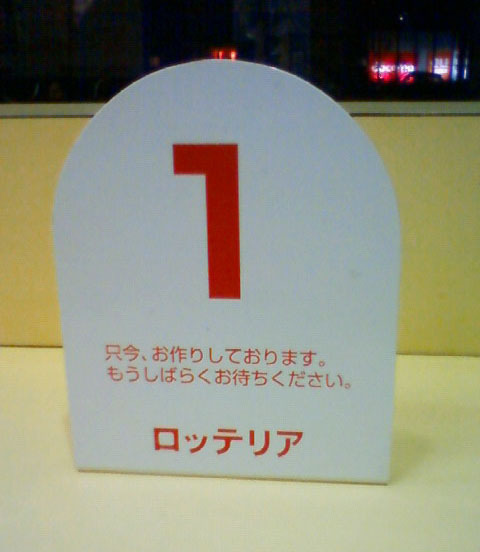 1
只今、お作りしております。
もうしばらくお待ちください。
ロッテリア